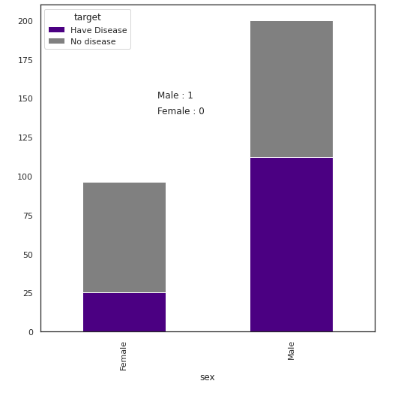 target
Have Disease
No disease
200
175
150
125
100
75
50
25
0
Male : 1
Female : 0
Female
Male
sex